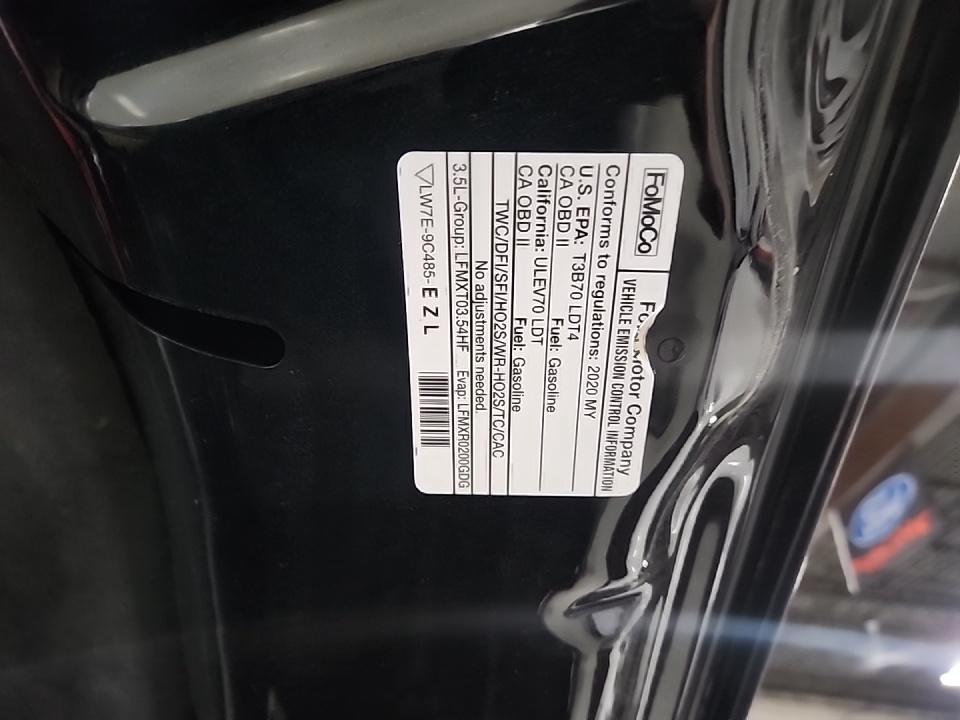 FoMoCo
Motor Company
VEHICLE EMISSION CONTROL INFORMATION
Conforms to regulations: 2020 MY
U.S. EPA: T3B70 LDT4
CA OBD II Fuel: Gasoline
California: ULEV70 LDT
CA OBD II Fuel: Gasoline
TWC/DFI/SFI/HO2S/WR-HO2S/TC/CAC
No adjustments needed.
3.5L-Group: LFMXT03.54HF Evap: LFMXR0200GDG
LW7E-9C485-EZL